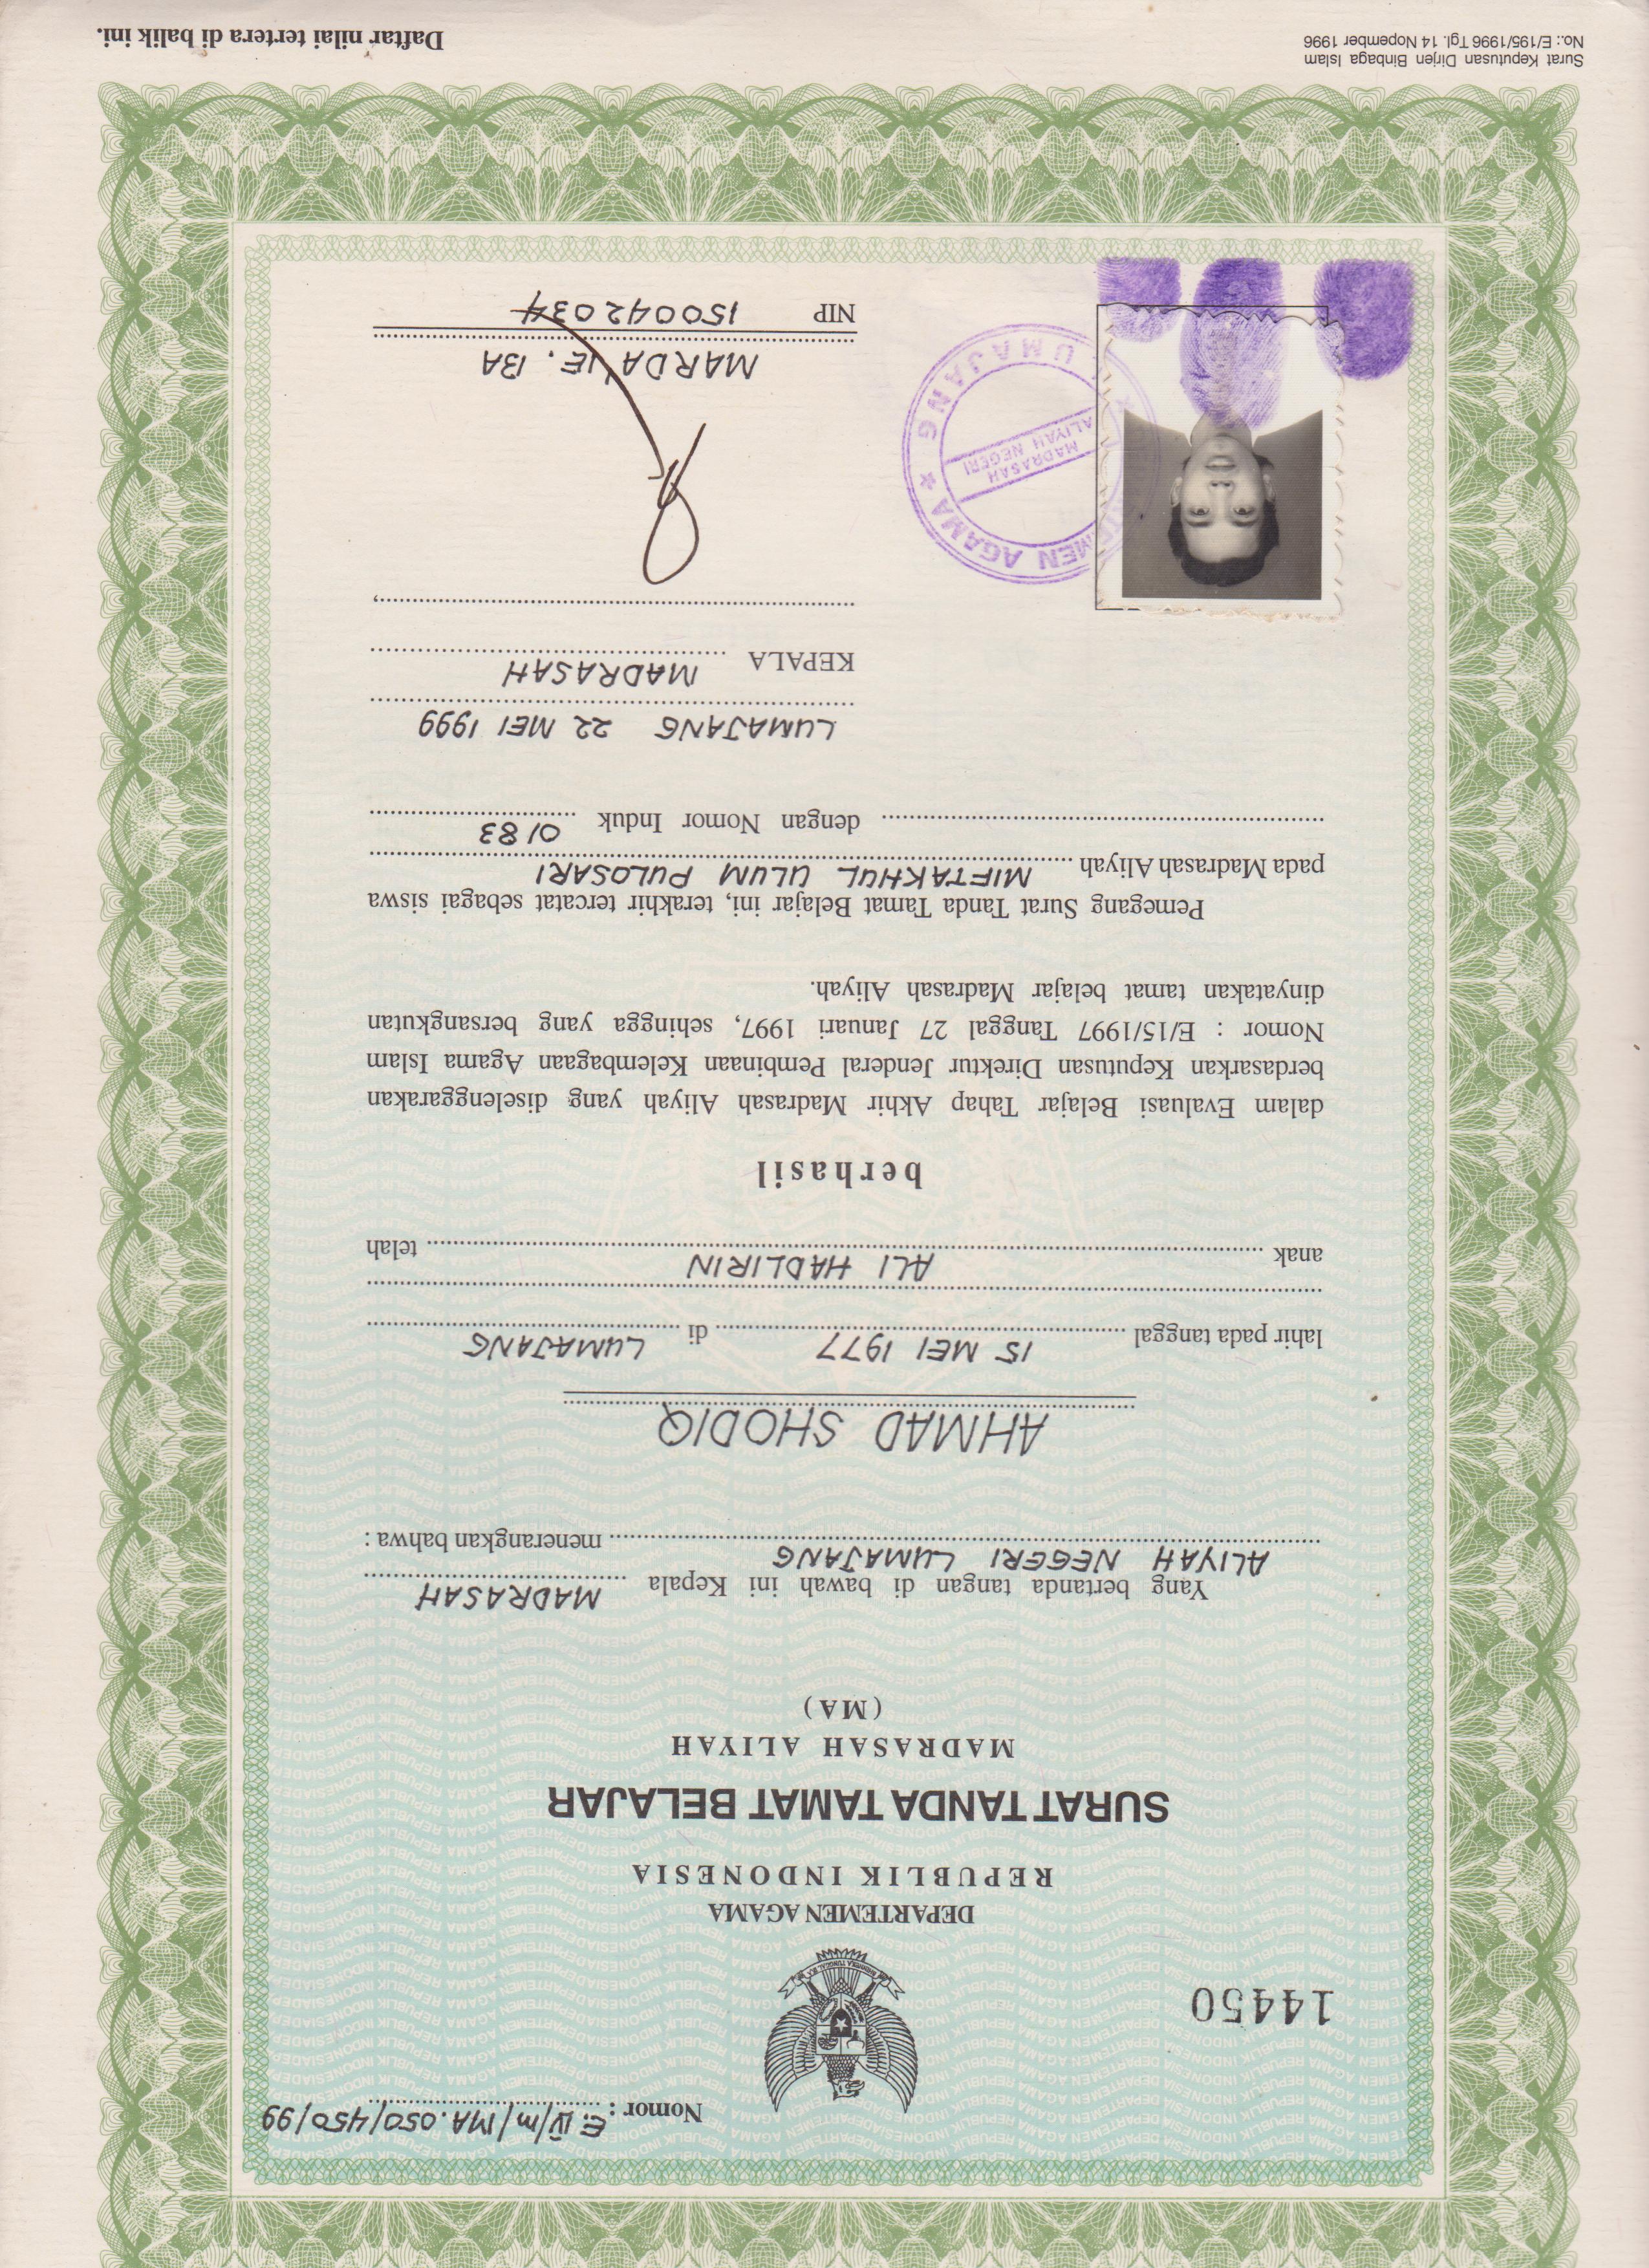 Nomor : E.IV/m/MA.050/450/99
14450
BHINNEKA TUNGGAL IKA
DEPARTEMEN AGAMA
REPUBLIK INDONESIA
SURAT TANDA TAMAT BELAJAR
MADRASAH ALIYAH
(MA)
Yang bertanda tangan di bawah ini Kepala MADRASAH
ALIYAH NEGERI LUMAJANG menerangkan bahwa :
AHMAD SHODIQ
lahir pada tanggal 15 MEI 1977 di LUMAJANG
anak ALI HADLIRIN telah
berhasil
dalam Evaluasi Belajar Tahap Akhir Madrasah Aliyah yang diselenggarakan
berdasarkan Keputusan Direktur Jenderal Pembinaan Kelembagaan Agama Islam
Nomor : E/15/1997 Tanggal 27 Januari 1997, sehingga yang bersangkutan
dinyatakan tamat belajar Madrasah Aliyah.
Pemegang Surat Tanda Tamat Belajar ini, terakhir tercatat sebagai siswa
pada Madrasah Aliyah MIFTAKHUL ULUM PULOSARI
dengan Nomor Induk 0183
LUMAJANG 22 MEI 1999
KEPALA MADRASAH
MEN AGAMA
MADRASAH
ALIYAH NEGERI
UMAJANG
NIP 150042034
Surat Keputusan Dirjen Binbaga Islam
No.: E/195/1996 Tgl. 14 Nopember 1996
Daftar nilai tertera di balik ini.